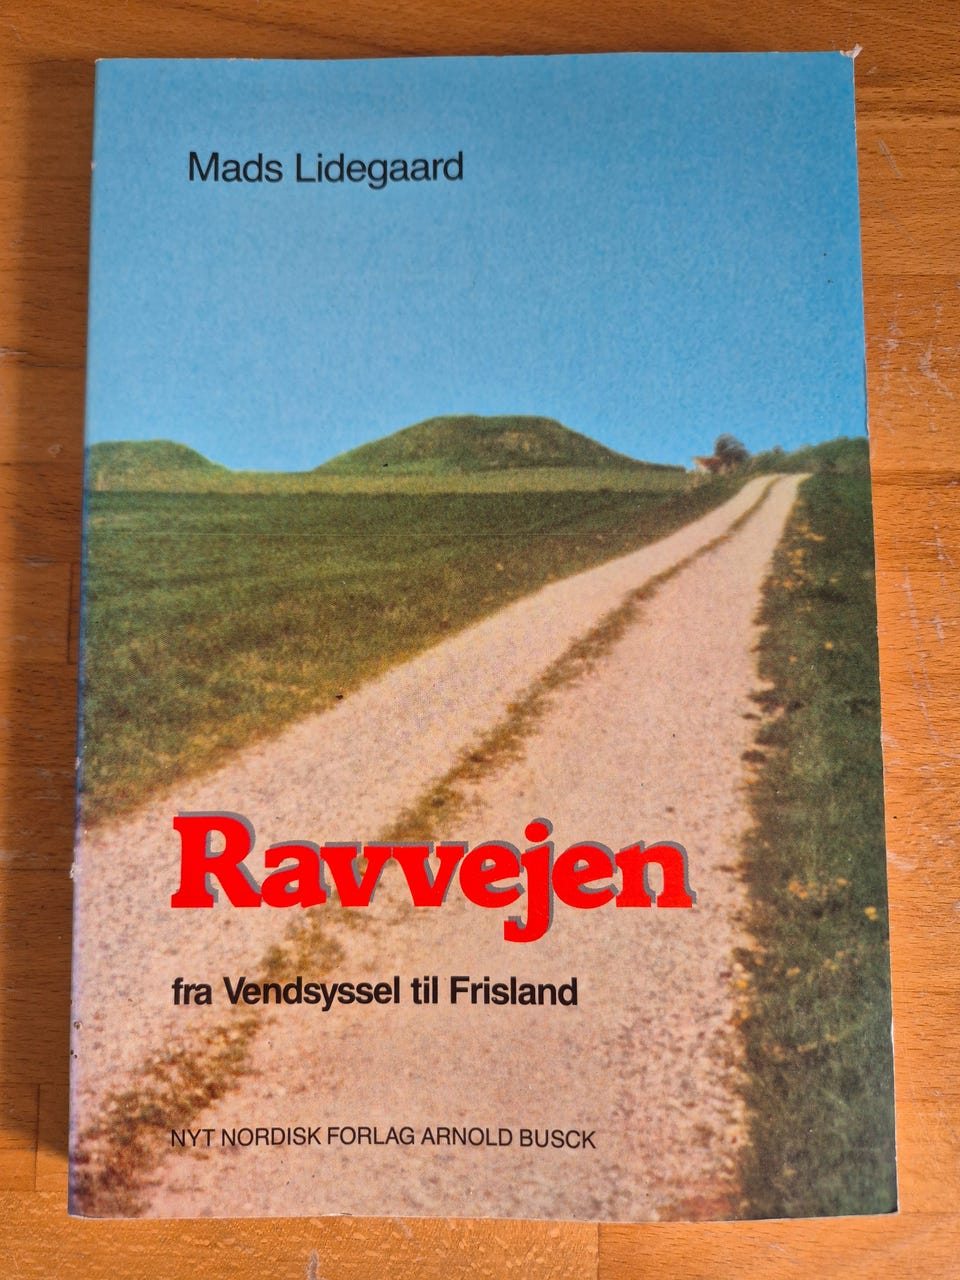 Mads Lidegaard
Ravvejen
fra Vendsyssel til Frisland
NYT NORDISK FORLAG ARNOLD BUSCK